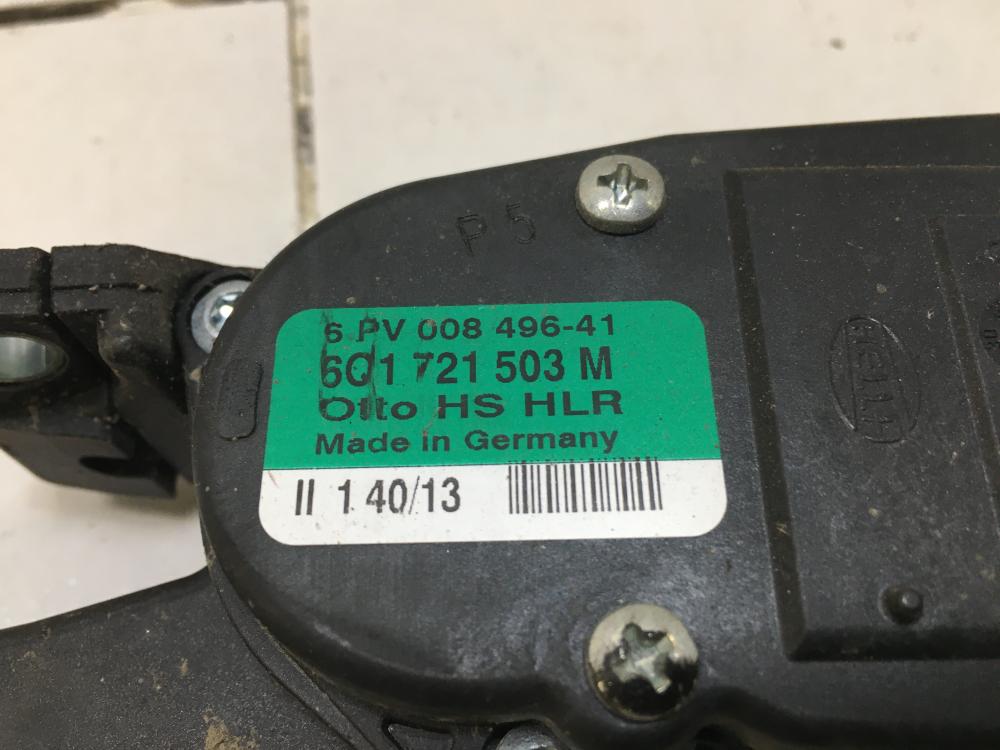 P5
6 PV 008 496-41
6Q1 721 503 M
Otto HS HLR
Made in Germany
II 1 40/13
Hella